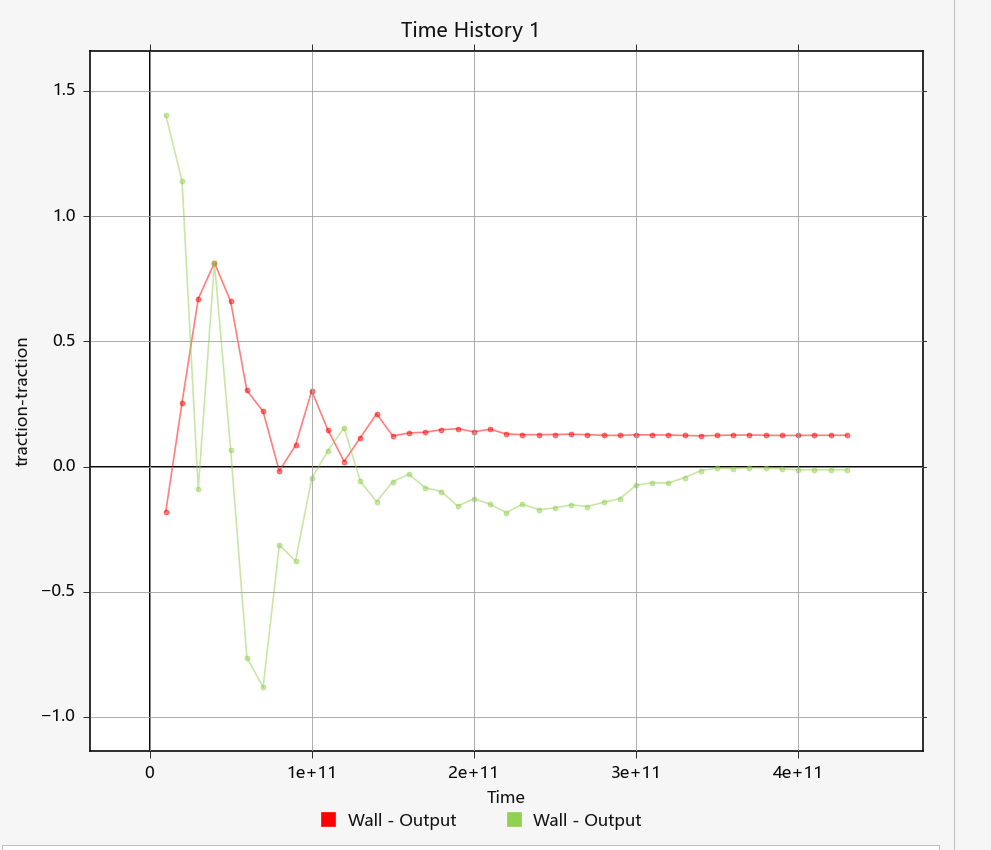 Time History 1
1.5
1.0
0.5
0.0
−0.5
−1.0
traction-traction
0 1e+11 2e+11 3e+11 4e+11
Time
Wall - Output Wall - Output